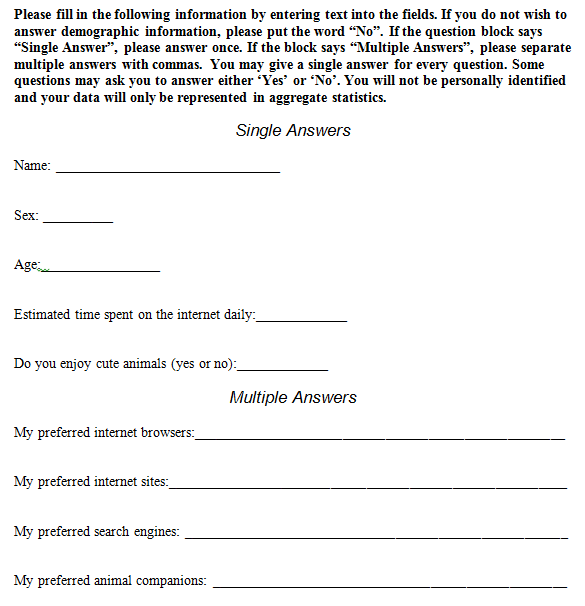 Please fill in the following information by entering text into the fields. If you do not wish to
answer demographic information, please put the word “No”. If the question block says
“Single Answer”, please answer once. If the block says “Multiple Answers”, please separate
multiple answers with commas. You may give a single answer for every question. Some
questions may ask you to answer either ‘Yes’ or ‘No’. You will not be personally identified
and your data will only be represented in aggregate statistics.
Single Answers
Name: ________________________________
Sex: __________
Age:_________________
Estimated time spent on the internet daily:_____________
Do you enjoy cute animals (yes or no):_____________
Multiple Answers
My preferred internet browsers:_____________________________________________________
My preferred internet sites:_________________________________________________________
My preferred search engines: _______________________________________________________
My preferred animal companions: ___________________________________________________